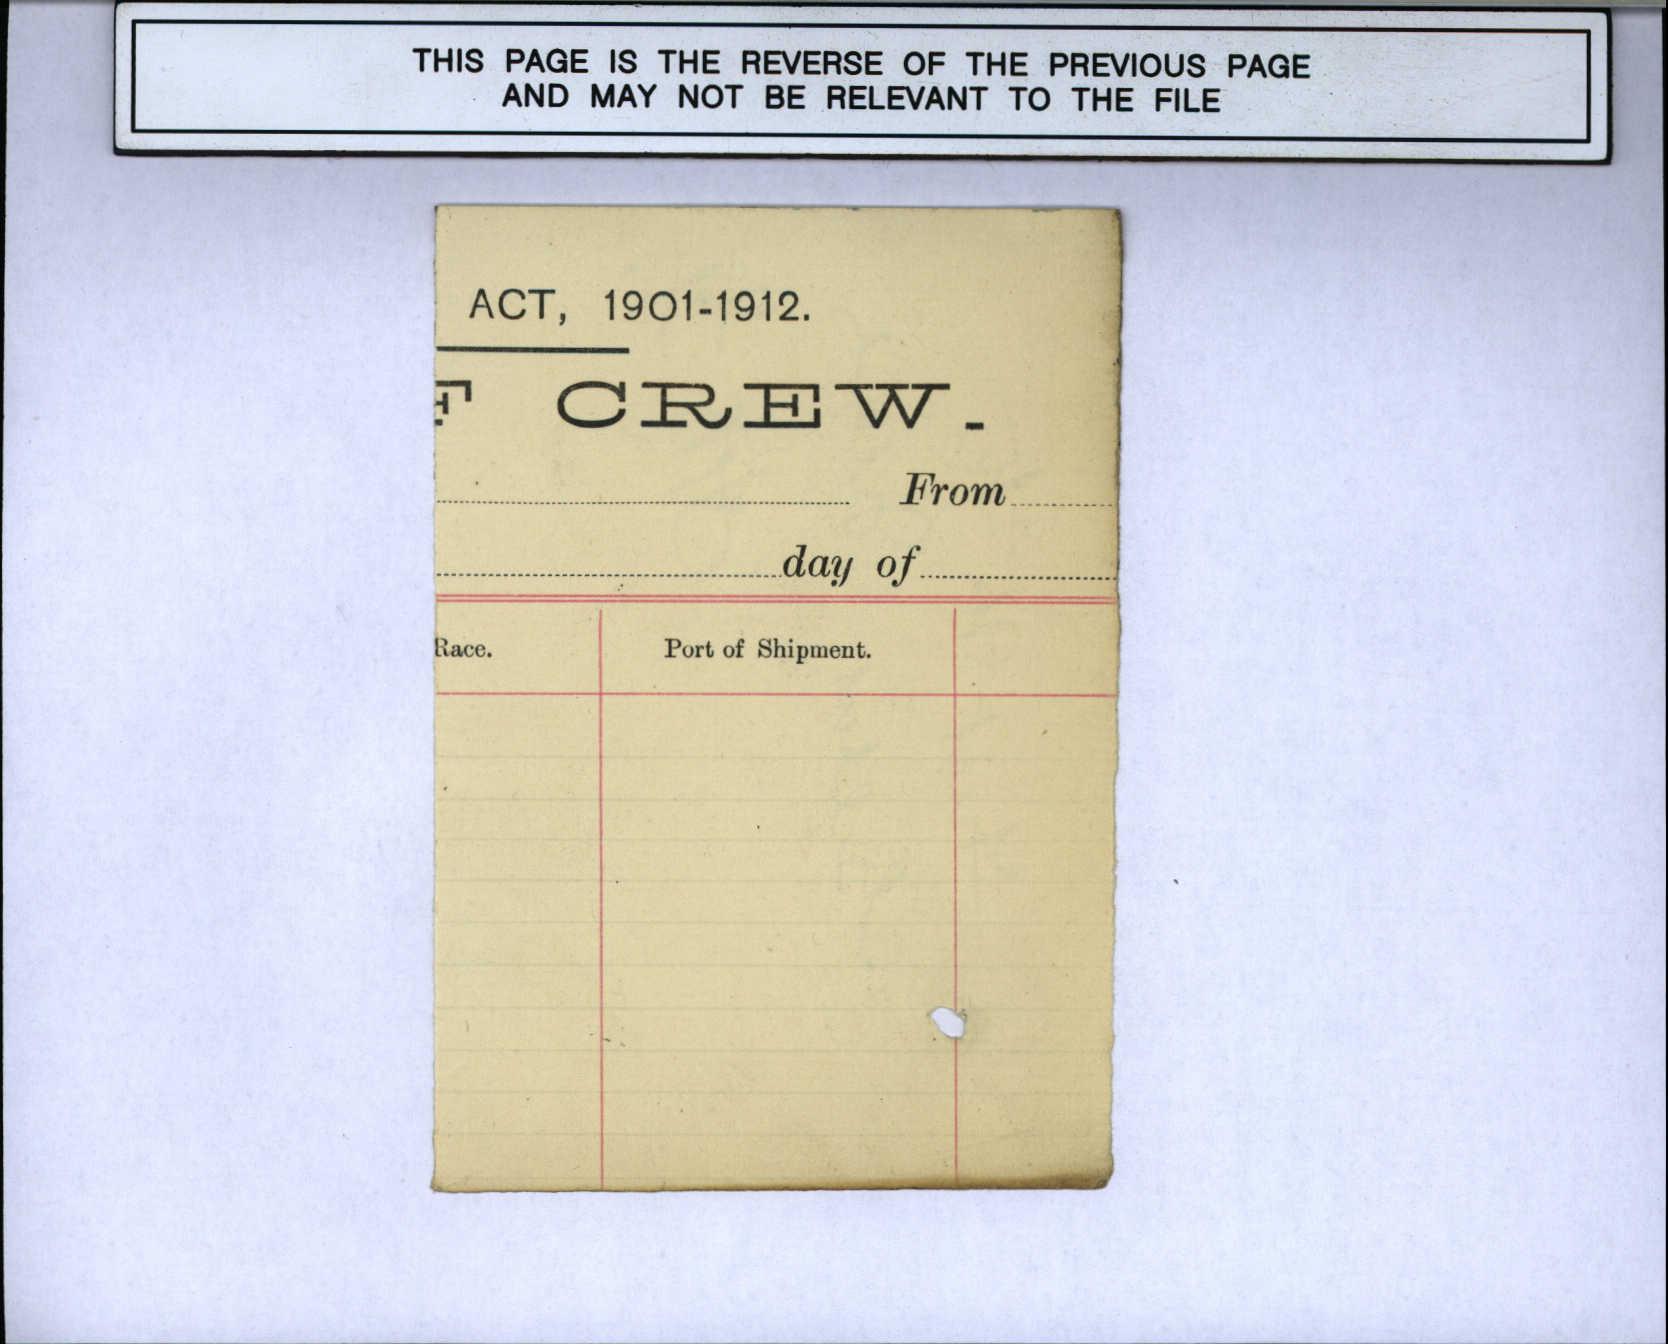 THIS PAGE IS THE REVERSE OF THE PREVIOUS PAGE
AND MAY NOT BE RELEVANT TO THE FILE
ACT, 1901-1912.
F CREW.
From
day of
Race. Port of Shipment.